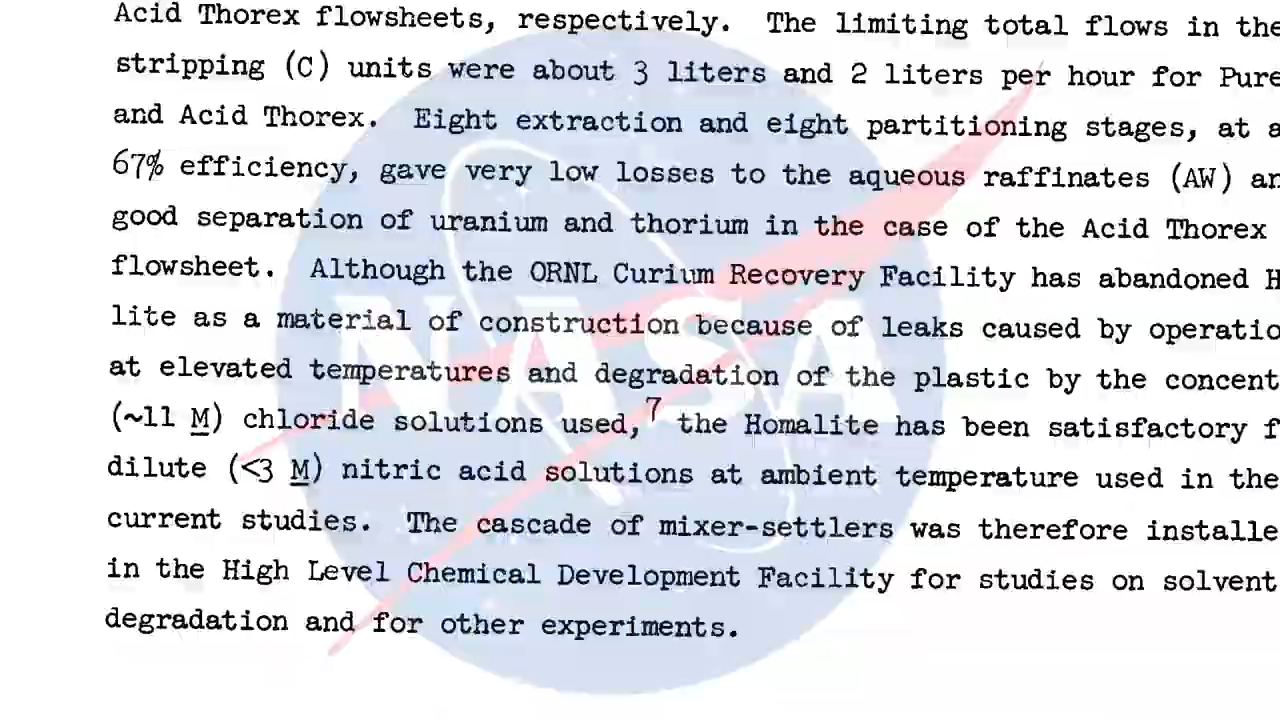 Acid Thorex flowsheets, respectively. The limiting total flows in the
stripping (C) units were about 3 liters and 2 liters per hour for Pure
and Acid Thorex. Eight extraction and eight partitioning stages, at a
67% efficiency, gave very low losses to the aqueous raffinates (AW) an
good separation of uranium and thorium in the case of the Acid Thorex
flowsheet. Although the ORNL Curium Recovery Facility has abandoned H
lite as a material of construction because of leaks caused by operatio
at elevated temperatures and degradation of the plastic by the concent
(~11 M) chloride solutions used,7 the Homalite has been satisfactory f
dilute (<3 M) nitric acid solutions at ambient temperature used in the
current studies. The cascade of mixer-settlers was therefore installe
in the High Level Chemical Development Facility for studies on solvent
degradation and for other experiments.
NASA